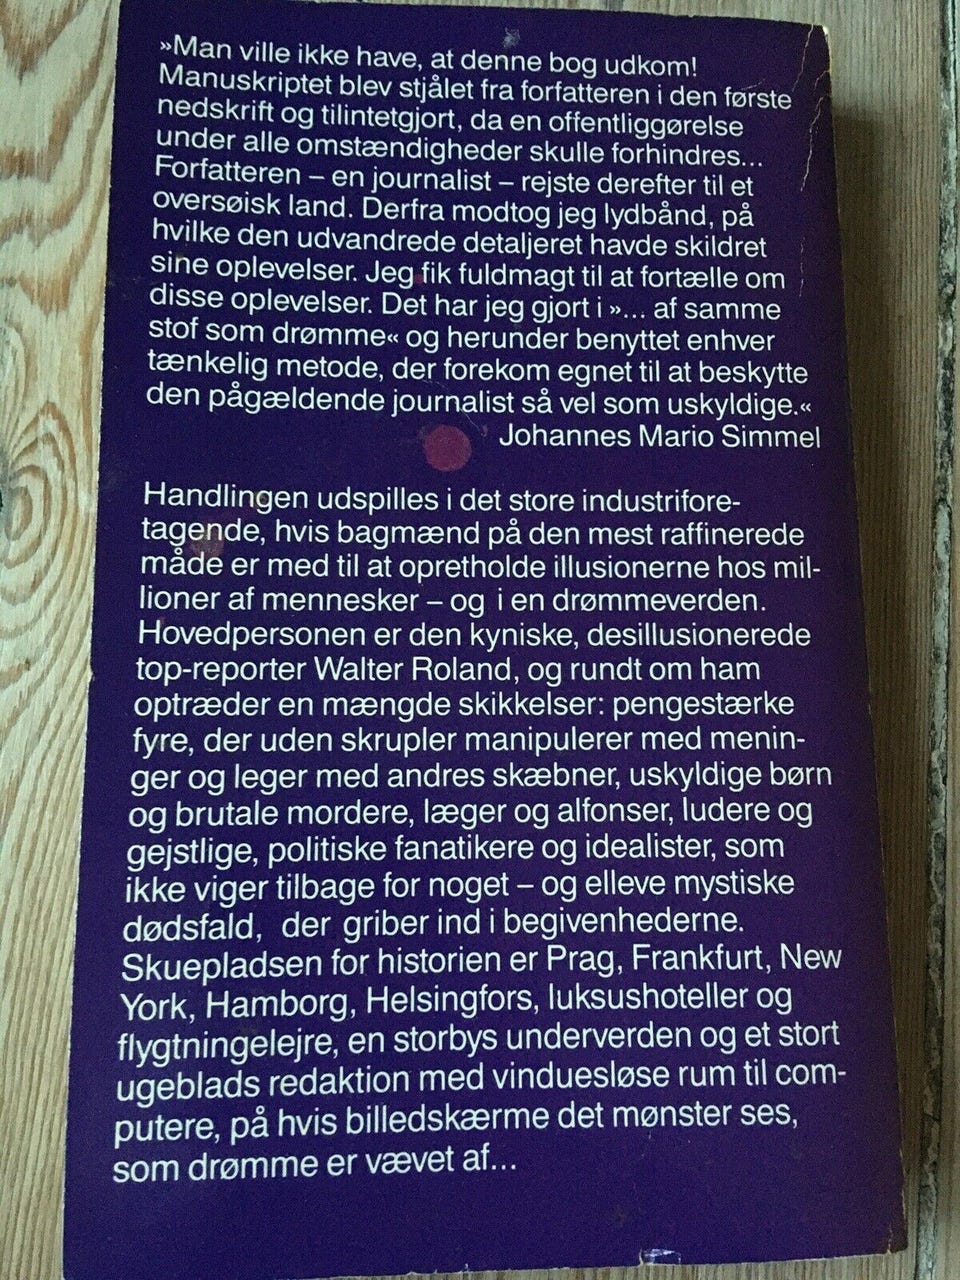 »Man ville ikke have, at denne bog udkom!
Manuskriptet blev stjålet fra forfatteren i den første
nedskrift og tilintetgjort, da en offentliggørelse
under alle omstændigheder skulle forhindres...
Forfatteren – en journalist – rejste derefter til et
oversøisk land. Derfra modtog jeg lydbånd, på
hvilke den udvandrede detaljeret havde skildret
sine oplevelser. Jeg fik fuldmagt til at fortælle om
disse oplevelser. Det har jeg gjort i »... af samme
stof som drømme« og herunder benyttet enhver
tænkelig metode, der forekom egnet til at beskytte
den pågældende journalist så vel som uskyldige.«
Johannes Mario Simmel
Handlingen udspilles i det store industrifore-
tagende, hvis bagmænd på den mest raffinerede
måde er med til at opretholde illusionerne hos mil-
lioner af mennesker – og i en drømmeverden.
Hovedpersonen er den kyniske, desillusionerede
top-reporter Walter Roland, og rundt om ham
optræder en mængde skikkelser: pengestærke
fyre, der uden skrupler manipulerer med menin-
ger og leger med andres skæbner, uskyldige børn
og brutale mordere, læger og alfonser, ludere og
gejstlige, politiske fanatikere og idealister, som
ikke viger tilbage for noget – og elleve mystiske
dødsfald, der griber ind i begivenhederne.
Skuepladsen for historien er Prag, Frankfurt, New
York, Hamborg, Helsingfors, luksushoteller og
flygtningelejre, en storbys underverden og et stort
ugeblads redaktion med vinduesløse rum til com-
putere, på hvis billedskærme det mønster ses,
som drømme er vævet af...